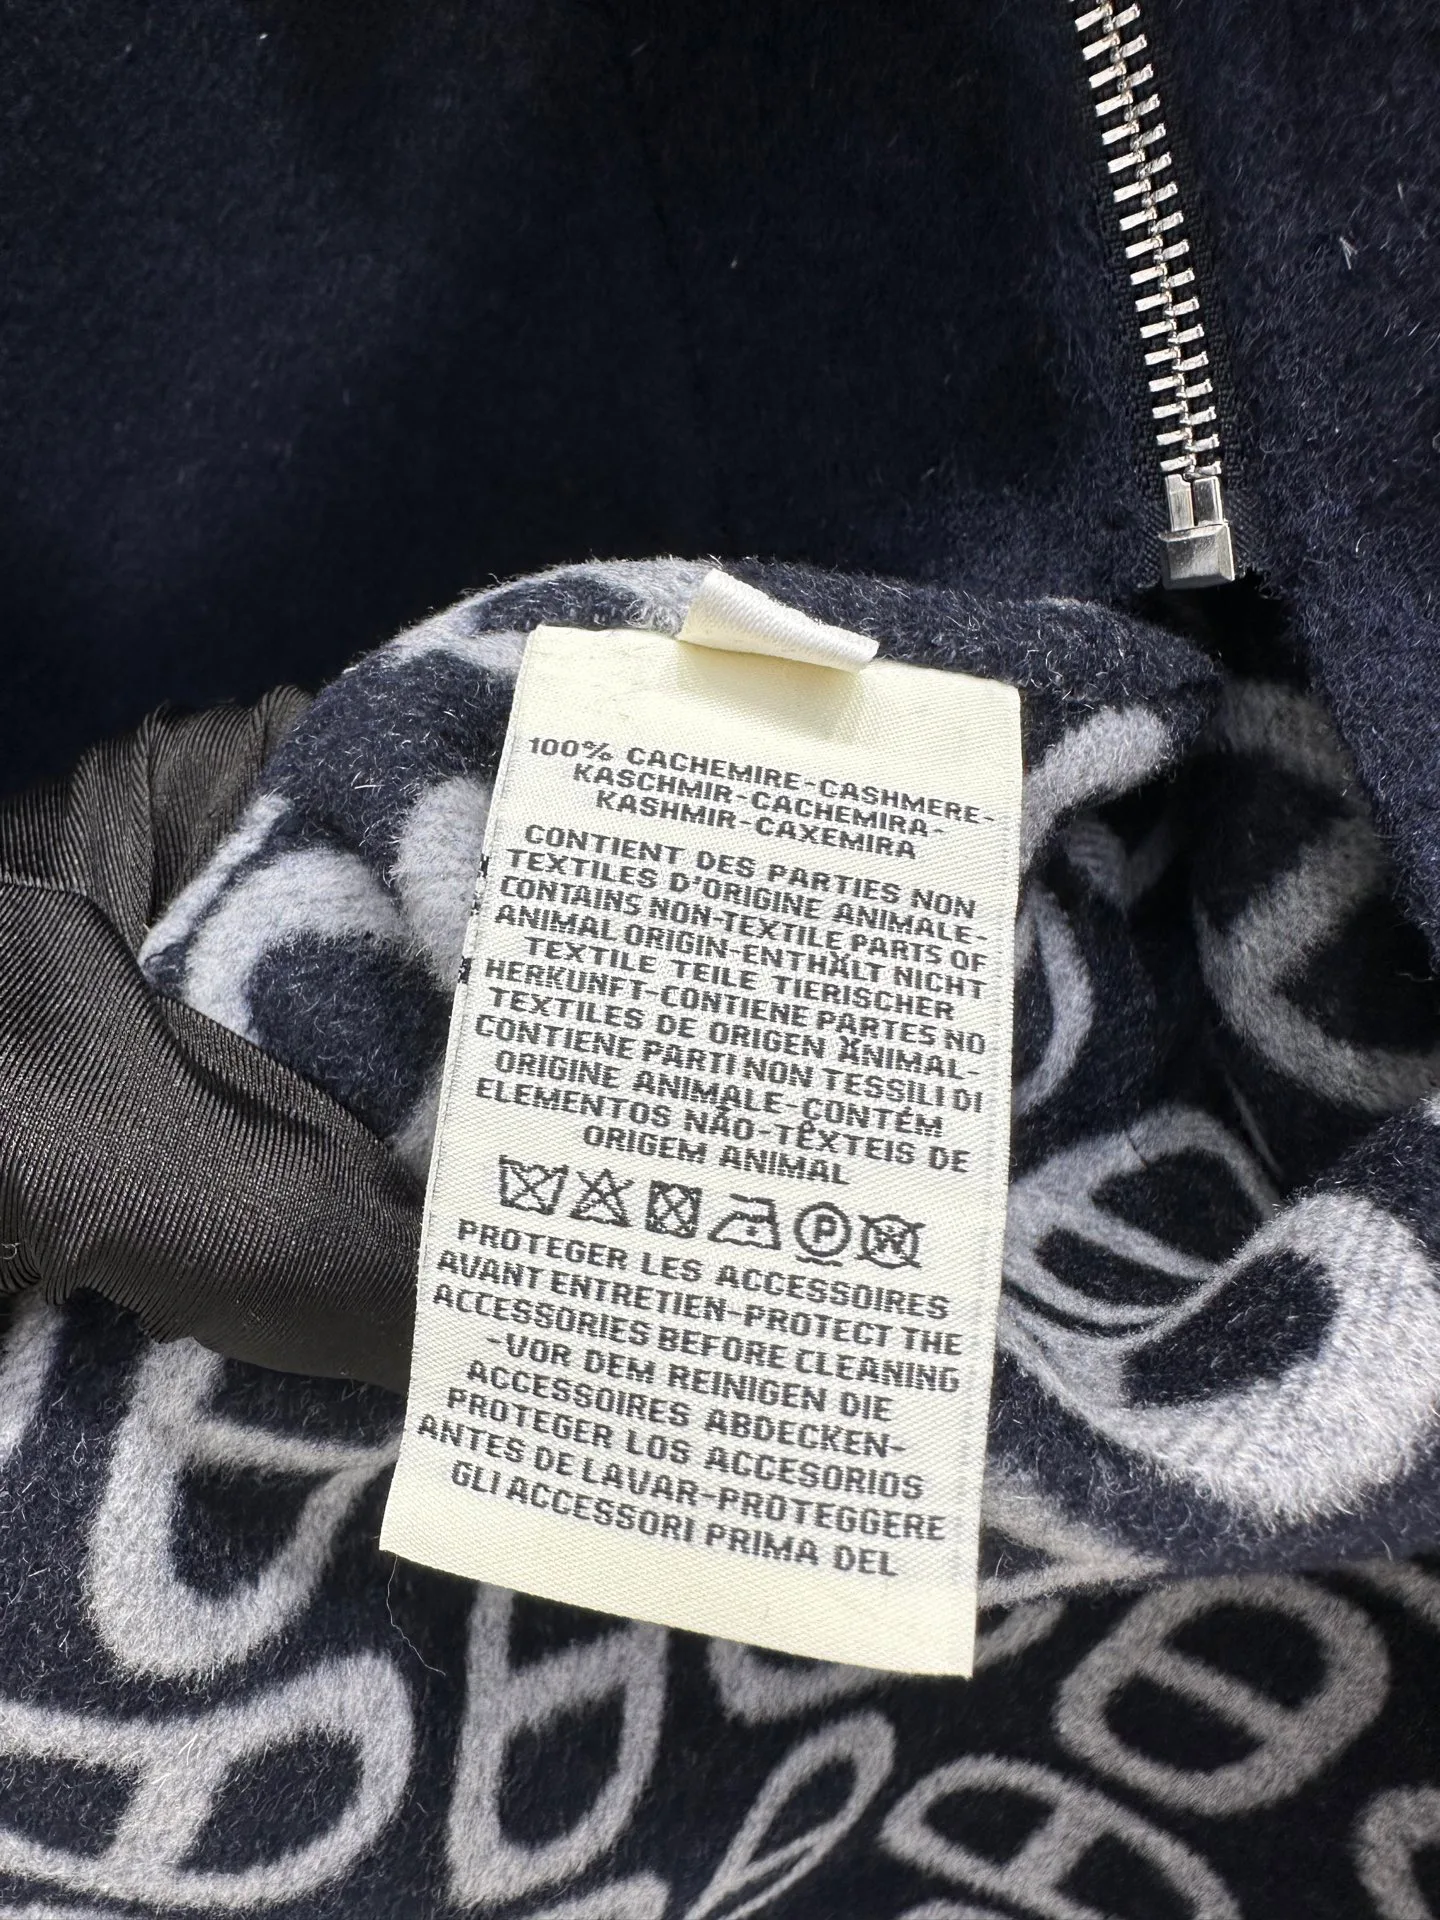 100% CACHEMIRE-CASHMERE-
KASCHMIR-CACHEMIRA-
KASHMIR-CAXEMIRA
CONTIENT DES PARTIES NON
TEXTILES D'ORIGINE ANIMALE-
CONTAINS NON-TEXTILE PARTS OF
ANIMAL ORIGIN-ENTHÄLT NICHT
TEXTILE TEILE TIERISCHER
HERKUNFT-CONTIENE PARTES NO
TEXTILES DE ORIGEN ANIMAL-
CONTIENE PARTI NON TESSILI DI
ORIGINE ANIMALE-CONTÉM
ELEMENTOS NÃO-TÊXTEIS DE
ORIGEM ANIMAL
P W
PROTEGER LES ACCESSOIRES
AVANT ENTRETIEN-PROTECT THE
ACCESSORIES BEFORE CLEANING
-VOR DEM REINIGEN DIE
ACCESSOIRES ABDECKEN-
PROTEGER LOS ACCESORIOS
ANTES DE LAVAR-PROTEGGERE
GLI ACCESSORI PRIMA DEL